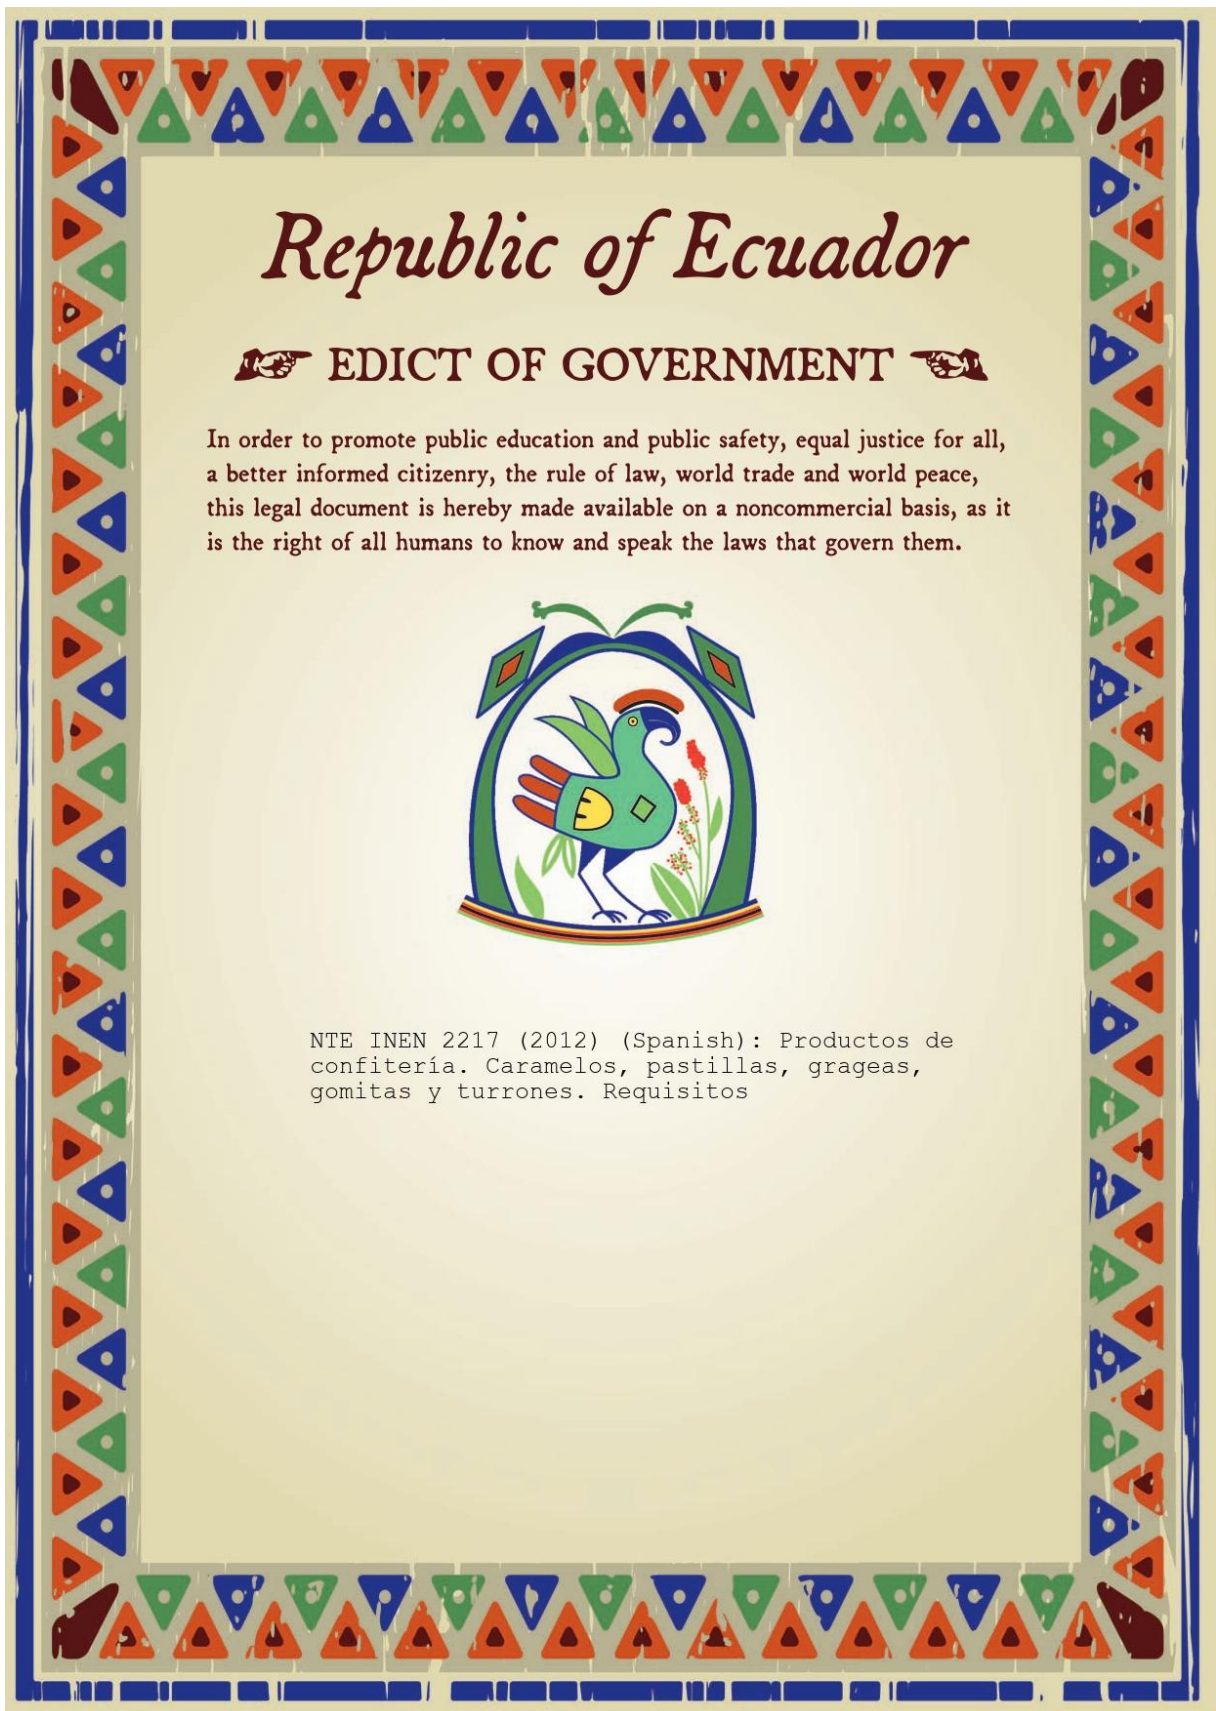 Republic of Ecuador
EDICT OF GOVERNMENT
In order to promote public education and public safety, equal justice for all,
a better informed citizenry, the rule of law, world trade and world peace,
this legal document is hereby made available on a noncommercial basis, as it
is the right of all humans to know and speak the laws that govern them.
NTE INEN 2217 (2012) (Spanish): Productos de
confitería. Caramelos, pastillas, grageas,
gomitas y turrones. Requisitos